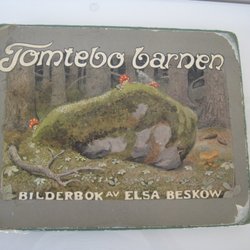 Tomtebo barnen
BILDERBOK AV ELSA BESKOW